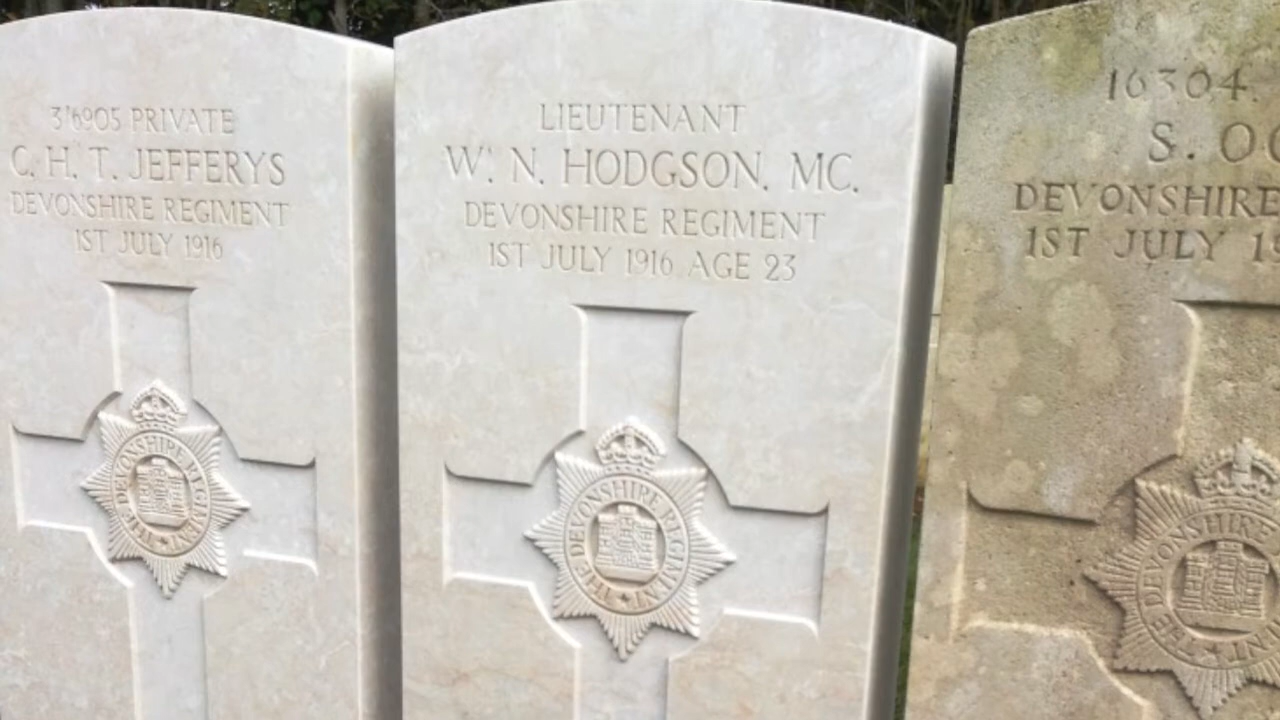 3/6905 PRIVATE
C. H. T. JEFFERYS
DEVONSHIRE REGIMENT
1ST JULY 1916
THE DEVONSHIRE REGIMENT
LIEUTENANT
W. N. HODGSON. MC.
DEVONSHIRE REGIMENT
1ST JULY 1916 AGE 23
THE DEVONSHIRE REGIMENT
16304.
S.
DEVONSHIRE
1ST JULY
THE DEVONSHIRE